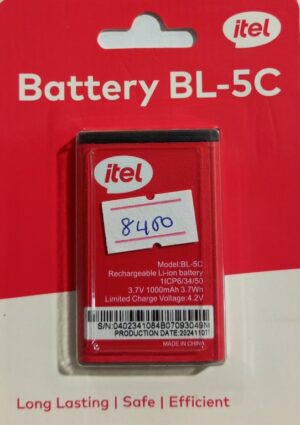 itel
Battery BL-5C
itel
8400
Model:BL-5C
Rechargeable Li-ion battery
1ICP6/34/50
3.7V 1000mAh 3.7Wh
Limited Charge Voltage:4.2V
S/N:0402341084B07093049N
PRODUCTION DATE:20241107
MADE IN CHINA
Long Lasting | Safe | Efficient